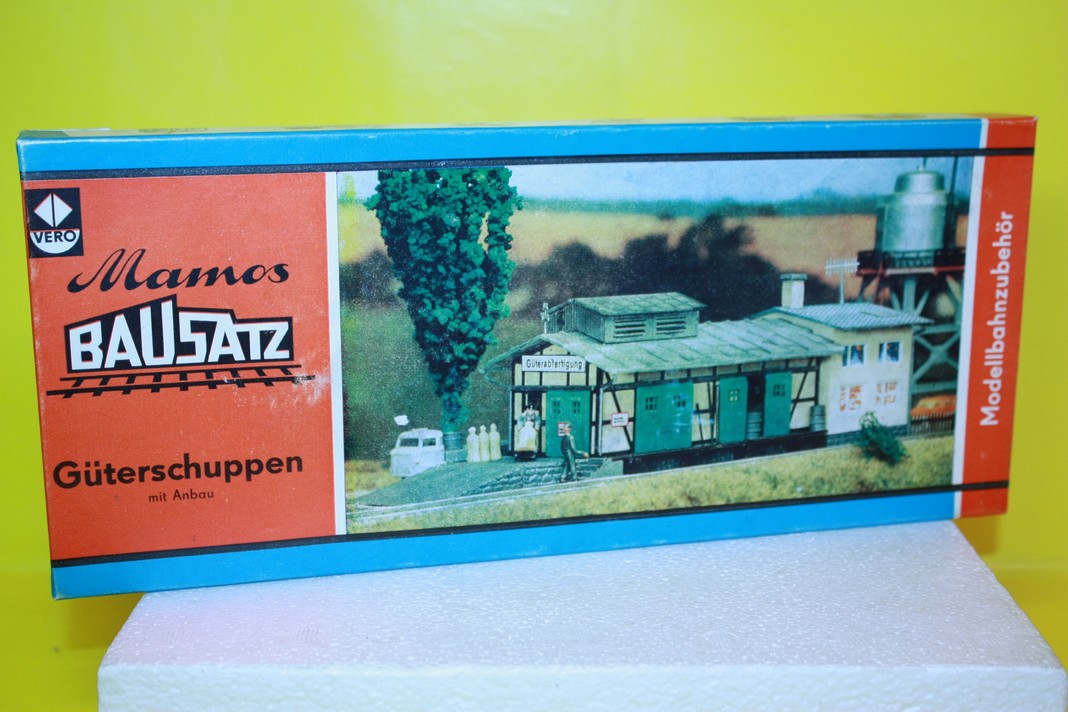 VERO
Mamos
BAUSATZ
Güterschuppen
mit Anbau
Güterabfertigung
Modellbahnzubehör